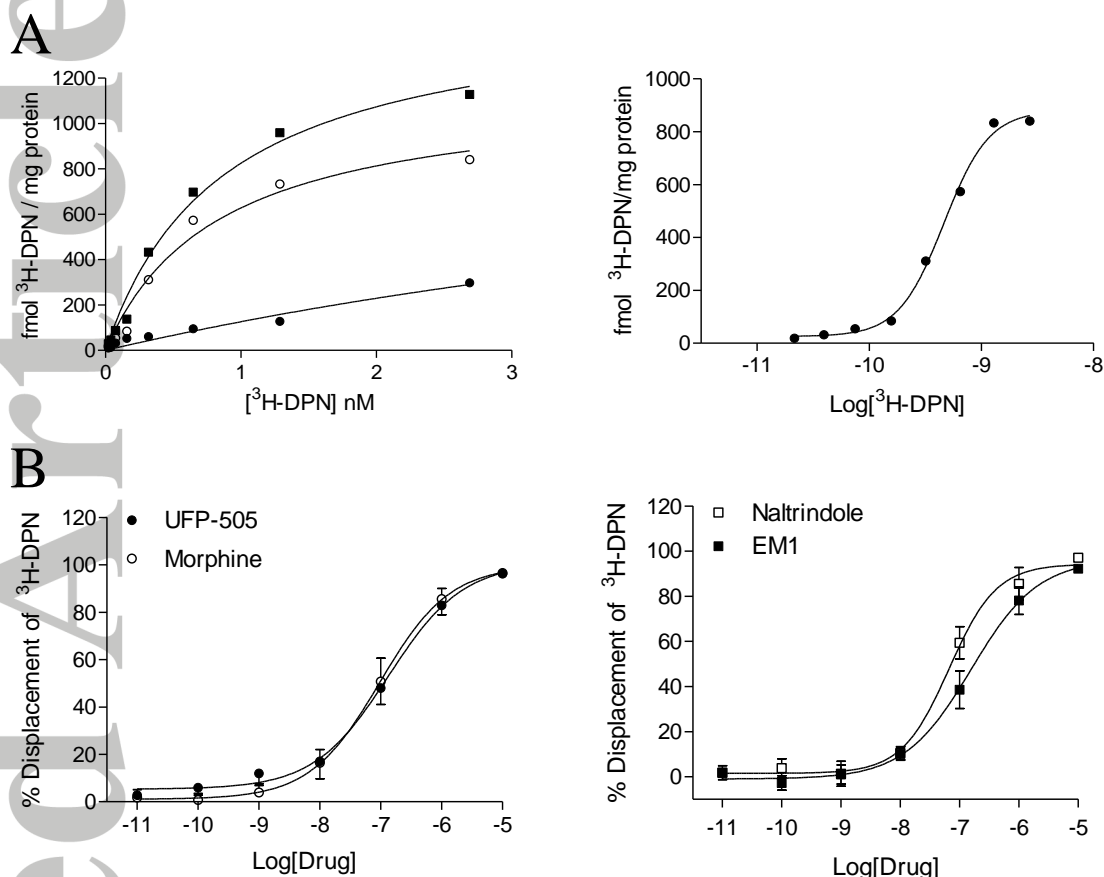 A
1200
1000
800
600
400
200
0
0 1 2 3
fmol ³H-DPN / mg protein
[³H-DPN] nM
1000
800
600
400
200
0
-11 -10 -9 -8
fmol ³H-DPN/mg protein
Log[³H-DPN]
B
UFP-505
Morphine
120
100
80
60
40
20
0
-11 -10 -9 -8 -7 -6 -5
% Displacement of ³H-DPN
Log[Drug]
Naltrindole
EM1
120
100
80
60
40
20
0
-11 -10 -9 -8 -7 -6 -5
% Displacement of ³H-DPN
Log[Drug]
ed Article